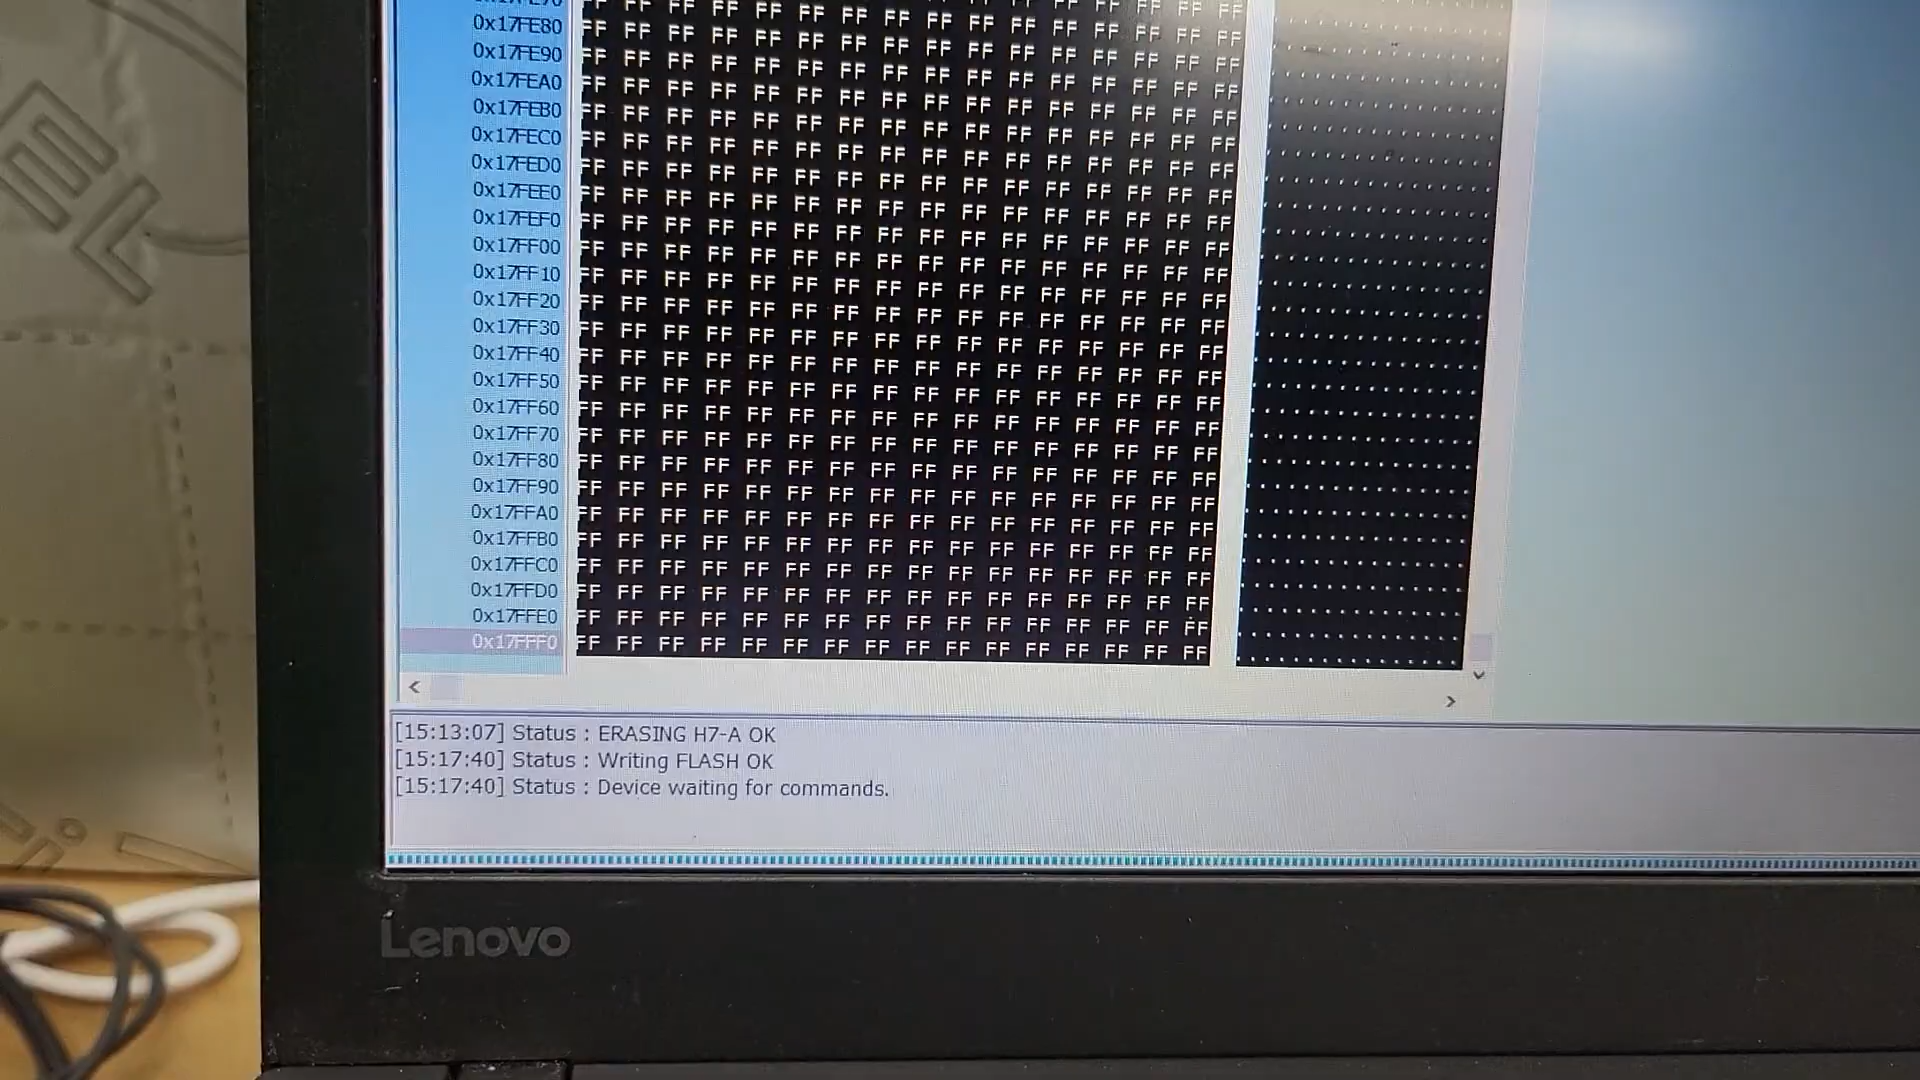 0x17FE80 FF FF FF FF FF FF FF FF FF FF FF FF FF FF FF FF ................
0x17FE90 FF FF FF FF FF FF FF FF FF FF FF FF FF FF FF FF ................
0x17FEA0 FF FF FF FF FF FF FF FF FF FF FF FF FF FF FF FF ................
0x17FEB0 FF FF FF FF FF FF FF FF FF FF FF FF FF FF FF FF ................
0x17FEC0 FF FF FF FF FF FF FF FF FF FF FF FF FF FF FF FF ................
0x17FED0 FF FF FF FF FF FF FF FF FF FF FF FF FF FF FF FF ................
0x17FEE0 FF FF FF FF FF FF FF FF FF FF FF FF FF FF FF FF ................
0x17FEF0 FF FF FF FF FF FF FF FF FF FF FF FF FF FF FF FF ................
0x17FF00 FF FF FF FF FF FF FF FF FF FF FF FF FF FF FF FF ................
0x17FF10 FF FF FF FF FF FF FF FF FF FF FF FF FF FF FF FF ................
0x17FF20 FF FF FF FF FF FF FF FF FF FF FF FF FF FF FF FF ................
0x17FF30 FF FF FF FF FF FF FF FF FF FF FF FF FF FF FF FF ................
0x17FF40 FF FF FF FF FF FF FF FF FF FF FF FF FF FF FF FF ................
0x17FF50 FF FF FF FF FF FF FF FF FF FF FF FF FF FF FF FF ................
0x17FF60 FF FF FF FF FF FF FF FF FF FF FF FF FF FF FF FF ................
0x17FF70 FF FF FF FF FF FF FF FF FF FF FF FF FF FF FF FF ................
0x17FF80 FF FF FF FF FF FF FF FF FF FF FF FF FF FF FF FF ................
0x17FF90 FF FF FF FF FF FF FF FF FF FF FF FF FF FF FF FF ................
0x17FFA0 FF FF FF FF FF FF FF FF FF FF FF FF FF FF FF FF ................
0x17FFB0 FF FF FF FF FF FF FF FF FF FF FF FF FF FF FF FF ................
0x17FFC0 FF FF FF FF FF FF FF FF FF FF FF FF FF FF FF FF ................
0x17FFD0 FF FF FF FF FF FF FF FF FF FF FF FF FF FF FF FF ................
0x17FFE0 FF FF FF FF FF FF FF FF FF FF FF FF FF FF FF FF ................
0x17FFF0 FF FF FF FF FF FF FF FF FF FF FF FF FF FF FF FF ................
[15:13:07] Status : ERASING H7-A OK
[15:17:40] Status : Writing FLASH OK
[15:17:40] Status : Device waiting for commands.
Lenovo